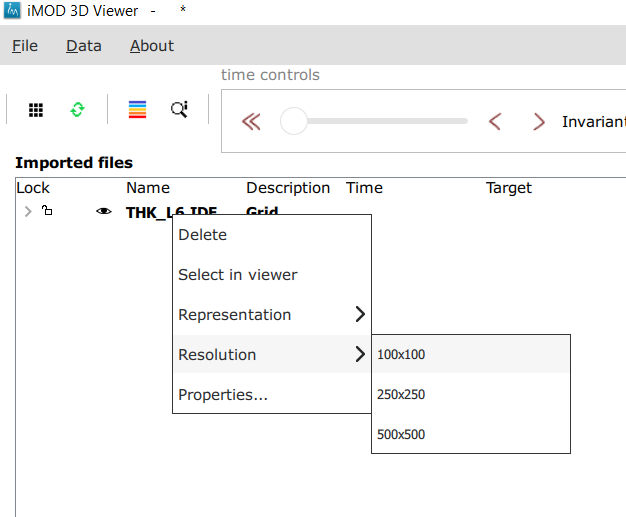 iMOD 3D Viewer - *
File Data About
time controls
Invariant
Imported files
Lock Name Description Time Target
THK_L6.IDF Grid
Delete
Select in viewer
Representation
Resolution
100x100
Properties...
250x250
500x500